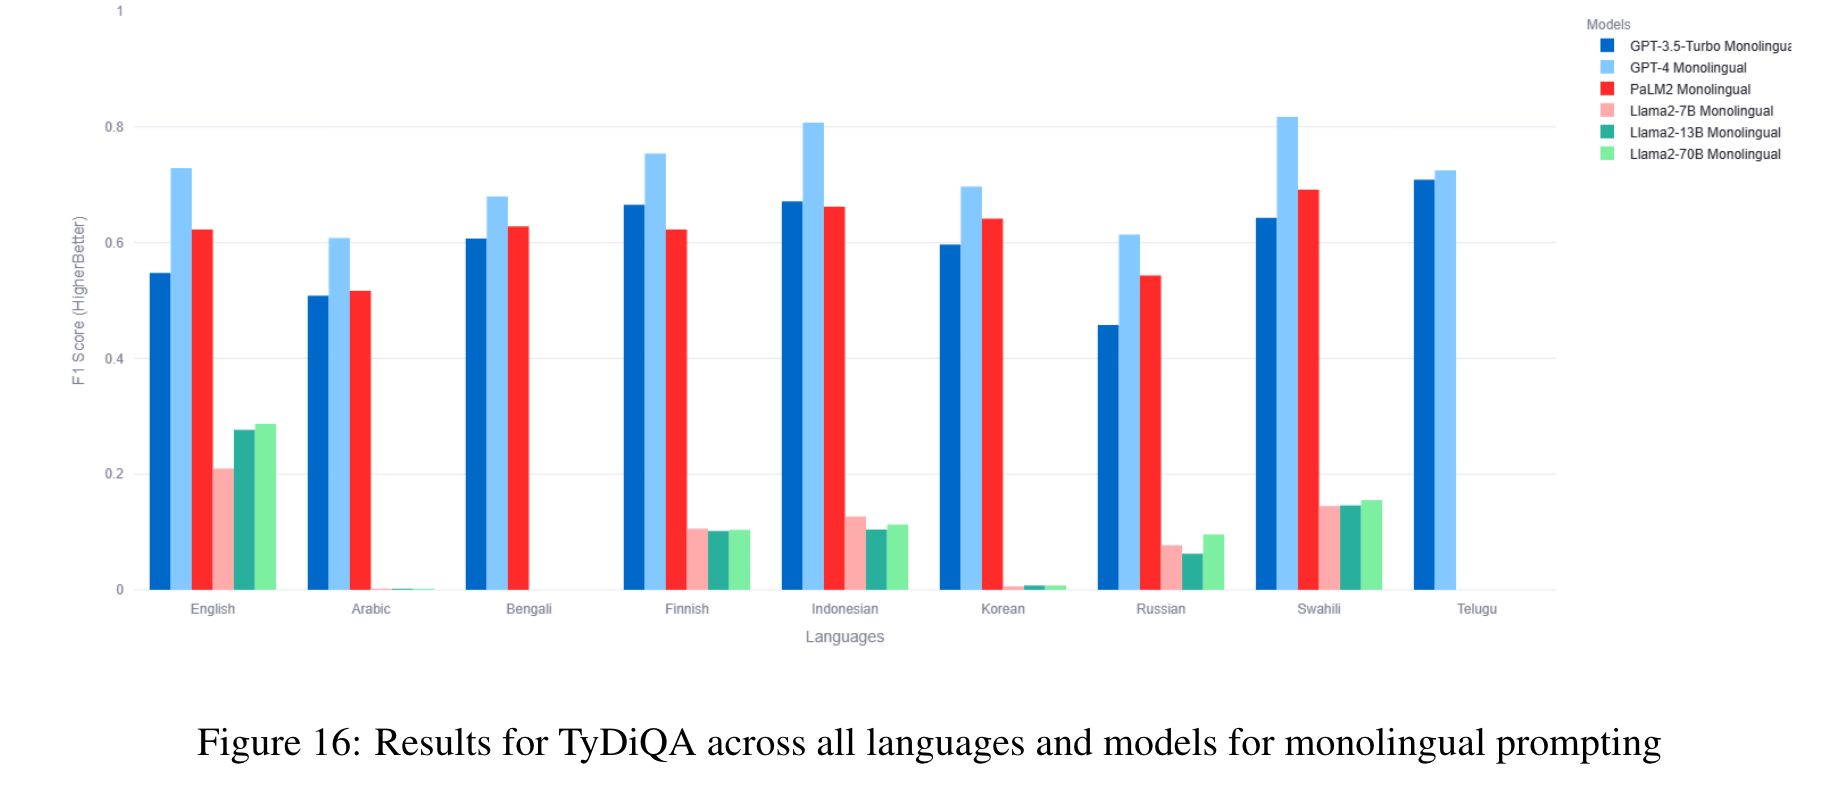 1
0.8
0.6
0.4
0.2
0
F1 Score (HigherBetter)
English Arabic Bengali Finnish Indonesian Korean Russian Swahili Telugu
Languages
Models
GPT-3.5-Turbo Monolingua
GPT-4 Monolingual
PaLM2 Monolingual
Llama2-7B Monolingual
Llama2-13B Monolingual
Llama2-70B Monolingual
Figure 16: Results for TyDiQA across all languages and models for monolingual prompting